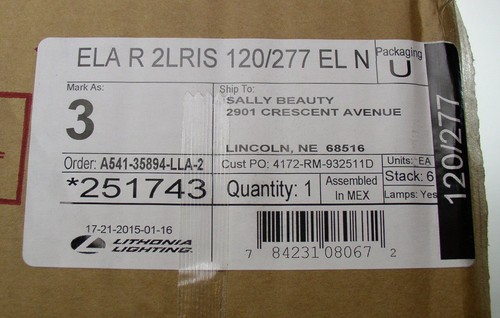 ELA R 2LRIS 120/277 EL N
Packaging
U
Mark As:
3
Ship To:
SALLY BEAUTY
2901 CRESCENT AVENUE
LINCOLN, NE 68516
Order: A541-35894-LLA-2
Cust PO: 4172-RM-932511D
Units: EA
*251743
Quantity: 1
Assembled
In MEX
Stack: 6
Lamps: Yes
120/277
17-21-2015-01-16
LITHONIA
LIGHTING
7 84231 08067 2